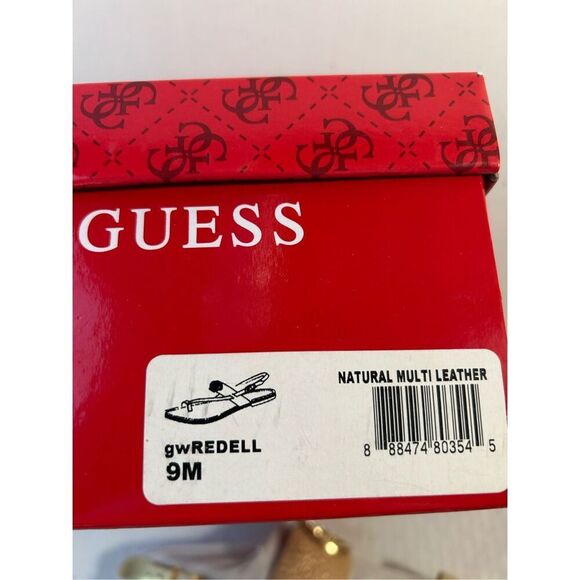 GUESS
NATURAL MULTI LEATHER
gwREDELL
9M
8 88474 80354 5